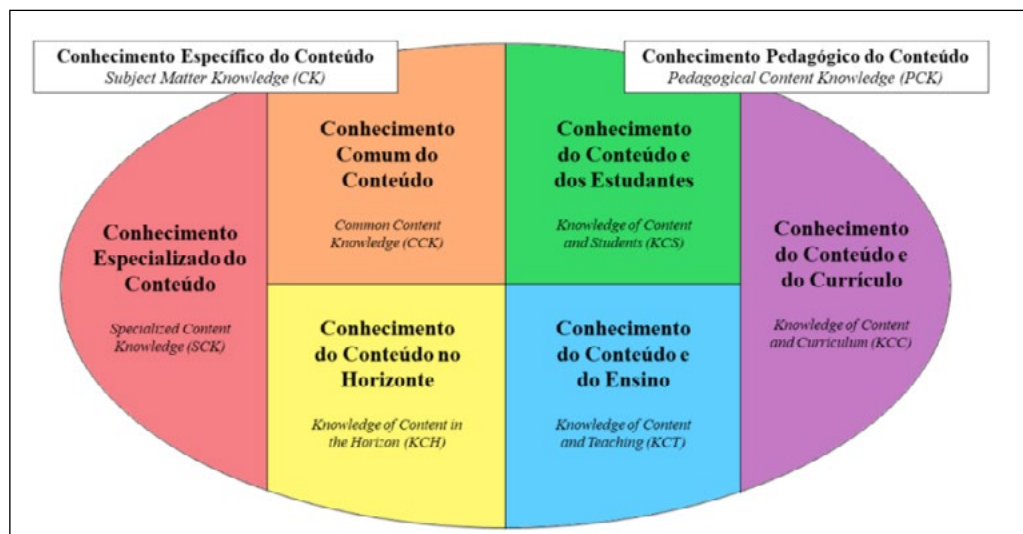 Conhecimento Específico do Conteúdo
Subject Matter Knowledge (CK)
Conhecimento Pedagógico do Conteúdo
Pedagogical Content Knowledge (PCK)
Conhecimento
Especializado do
Conteúdo
Specialized Content
Knowledge (SCK)
Conhecimento
Comum do
Conteúdo
Common Content
Knowledge (CCK)
Conhecimento
do Conteúdo no
Horizonte
Knowledge of Content in
the Horizon (KCH)
Conhecimento
do Conteúdo e
dos Estudantes
Knowledge of Content
and Students (KCS)
Conhecimento
do Conteúdo e
do Ensino
Knowledge of Content
and Teaching (KCT)
Conhecimento
do Conteúdo e
do Currículo
Knowledge of Content
and Curriculum (KCC)